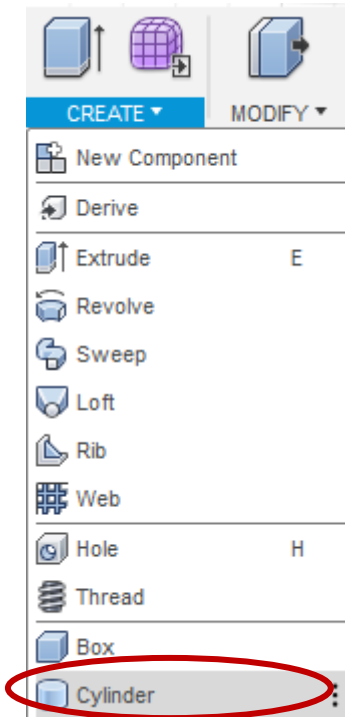 CREATE ▾ MODIFY ▾
New Component
Derive
Extrude E
Revolve
Sweep
Loft
Rib
Web
Hole H
Thread
Box
Cylinder